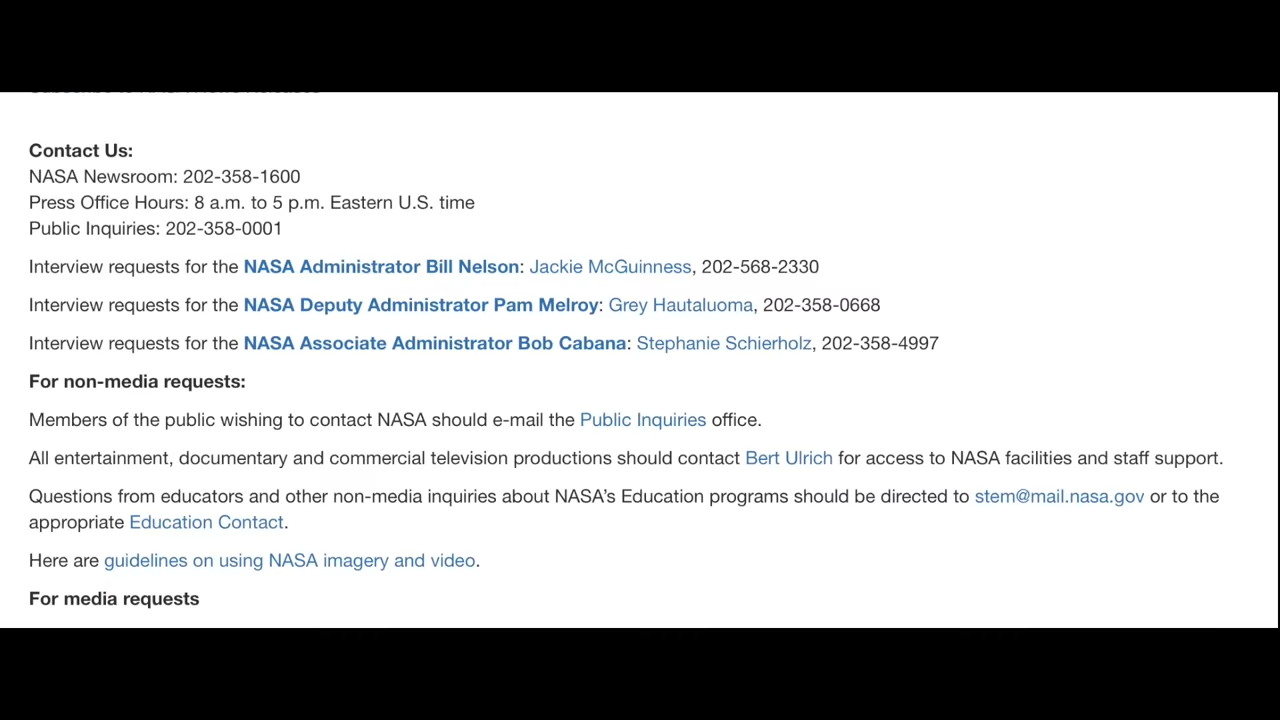 Contact Us:
NASA Newsroom: 202-358-1600
Press Office Hours: 8 a.m. to 5 p.m. Eastern U.S. time
Public Inquiries: 202-358-0001
Interview requests for the NASA Administrator Bill Nelson: Jackie McGuinness, 202-568-2330
Interview requests for the NASA Deputy Administrator Pam Melroy: Grey Hautaluoma, 202-358-0668
Interview requests for the NASA Associate Administrator Bob Cabana: Stephanie Schierholz, 202-358-4997
For non-media requests:
Members of the public wishing to contact NASA should e-mail the Public Inquiries office.
All entertainment, documentary and commercial television productions should contact Bert Ulrich for access to NASA facilities and staff support.
Questions from educators and other non-media inquiries about NASA’s Education programs should be directed to stem@mail.nasa.gov or to the
appropriate Education Contact.
Here are guidelines on using NASA imagery and video.
For media requests